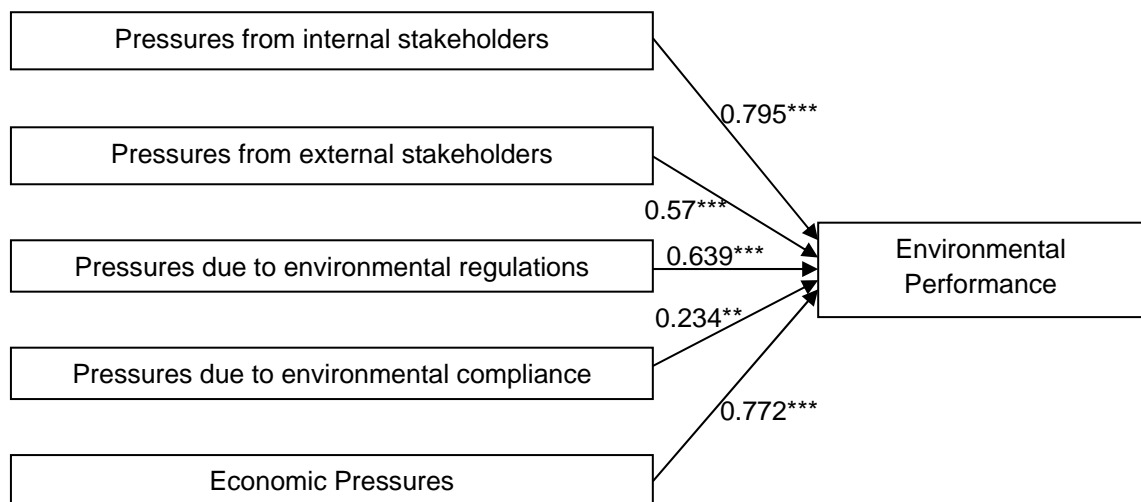 Pressures from internal stakeholders
0.795***
Pressures from external stakeholders
0.57***
Pressures due to environmental regulations
0.639***
Environmental
Performance
0.234**
Pressures due to environmental compliance
0.772***
Economic Pressures